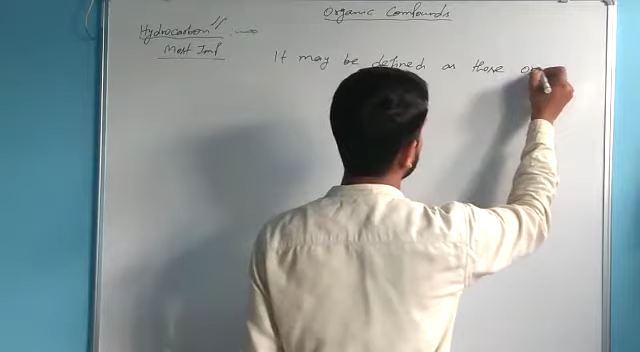 Organic Compounds
Hydrocarbon
Most Imp
It may be defined as those